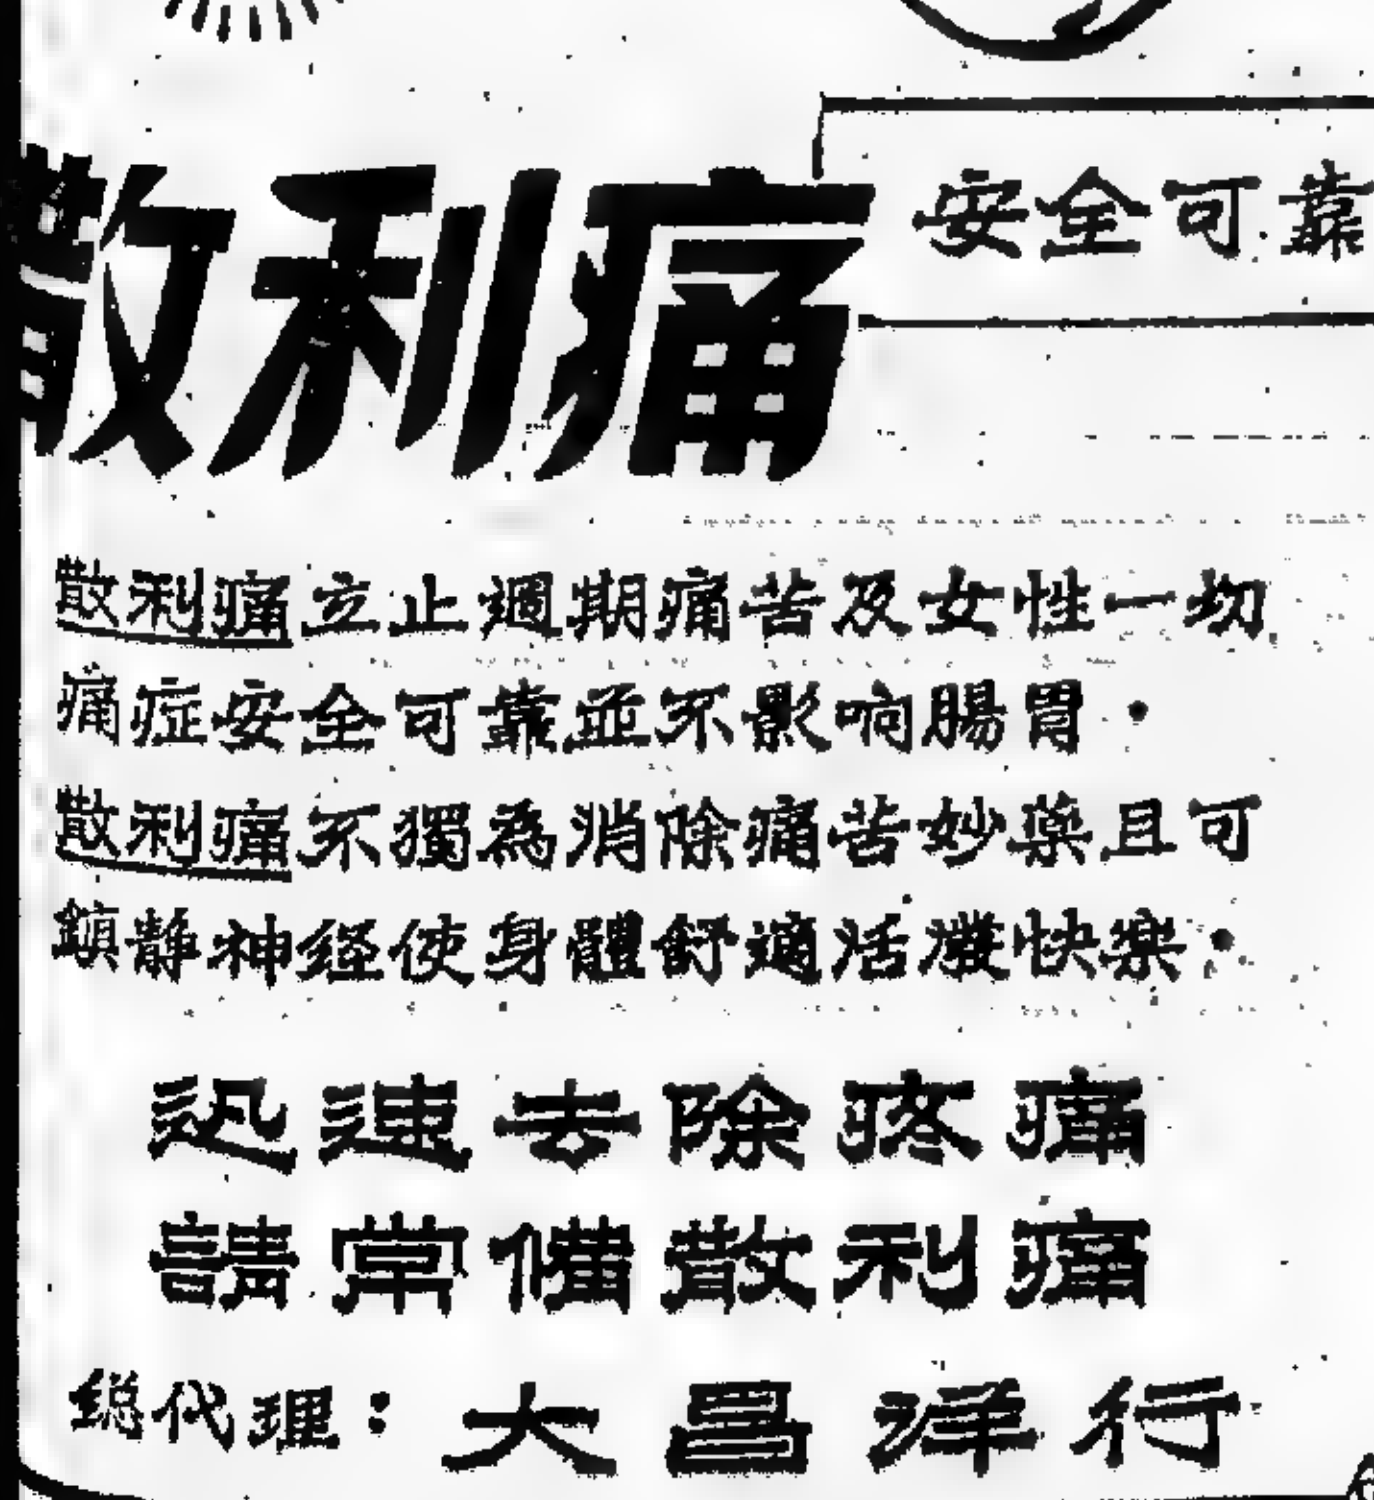 散利痛
安全可靠
散利痛立止週期痛苦及女性一切
痛症安全可靠並不影响腸胃·
散利痛不獨為消除痛苦妙藥且可
鎮静神經使身體舒適活潑快樂·
迅速去除疼痛
請常備散利痛
總代理：大昌洋行